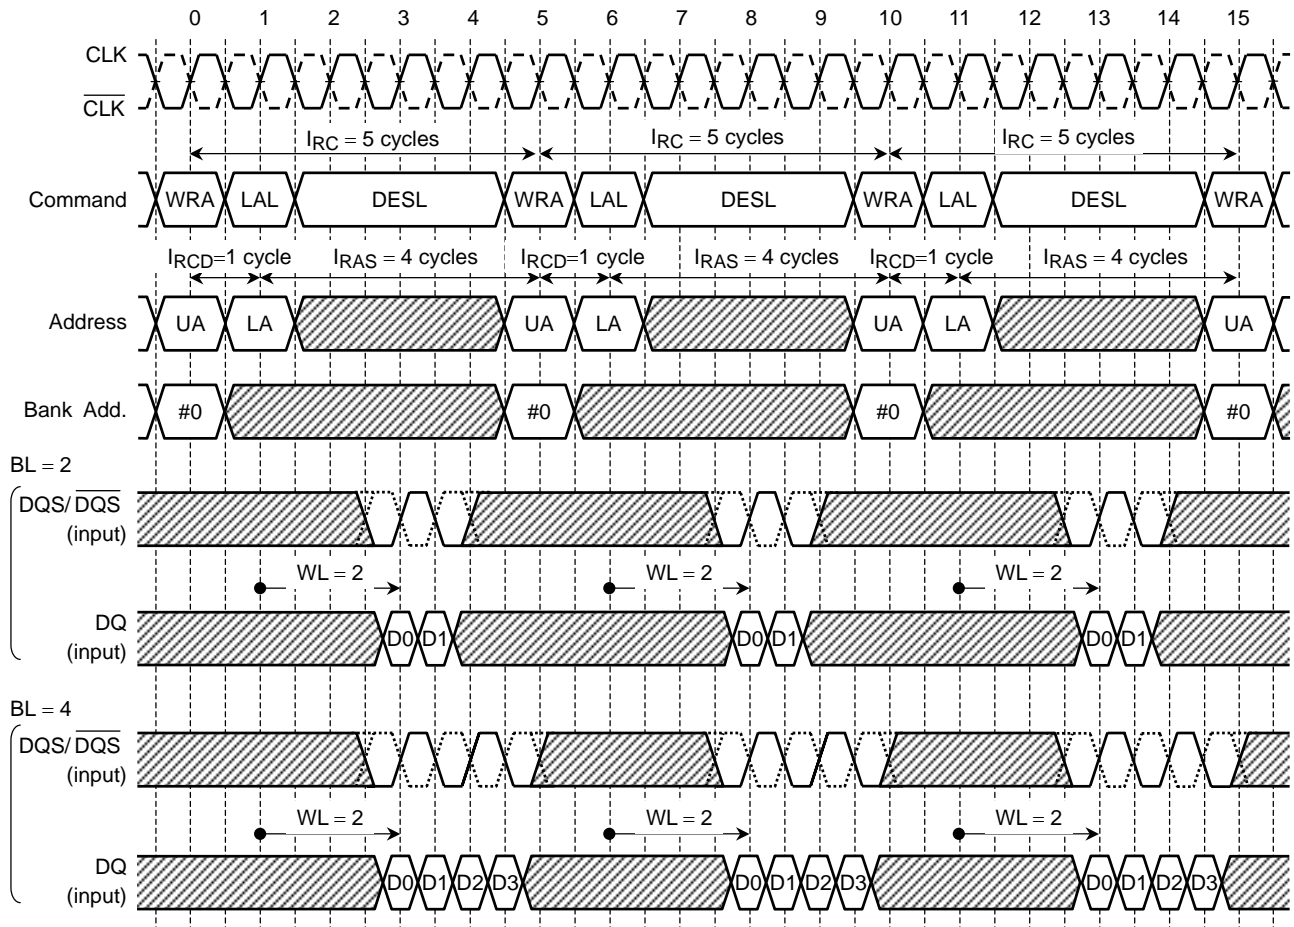 0 1 2 3 4 5 6 7 8 9 10 11 12 13 14 15
CLK
CLK
IRC = 5 cycles IRC = 5 cycles IRC = 5 cycles
Command WRA LAL DESL WRA LAL DESL WRA LAL DESL WRA
IRCD=1 cycle IRAS = 4 cycles IRCD=1 cycle IRAS = 4 cycles IRCD=1 cycle IRAS = 4 cycles
Address UA LA UA LA UA LA UA
Bank Add. #0 #0 #0 #0
BL = 2
DQS/ DQS
(input)
WL = 2 WL = 2 WL = 2
DQ
(input)
D0 D1 D0 D1 D0 D1
BL = 4
DQS/ DQS
(input)
WL = 2 WL = 2 WL = 2
DQ
(input)
D0 D1 D2 D3 D0 D1 D2 D3 D0 D1 D2 D3